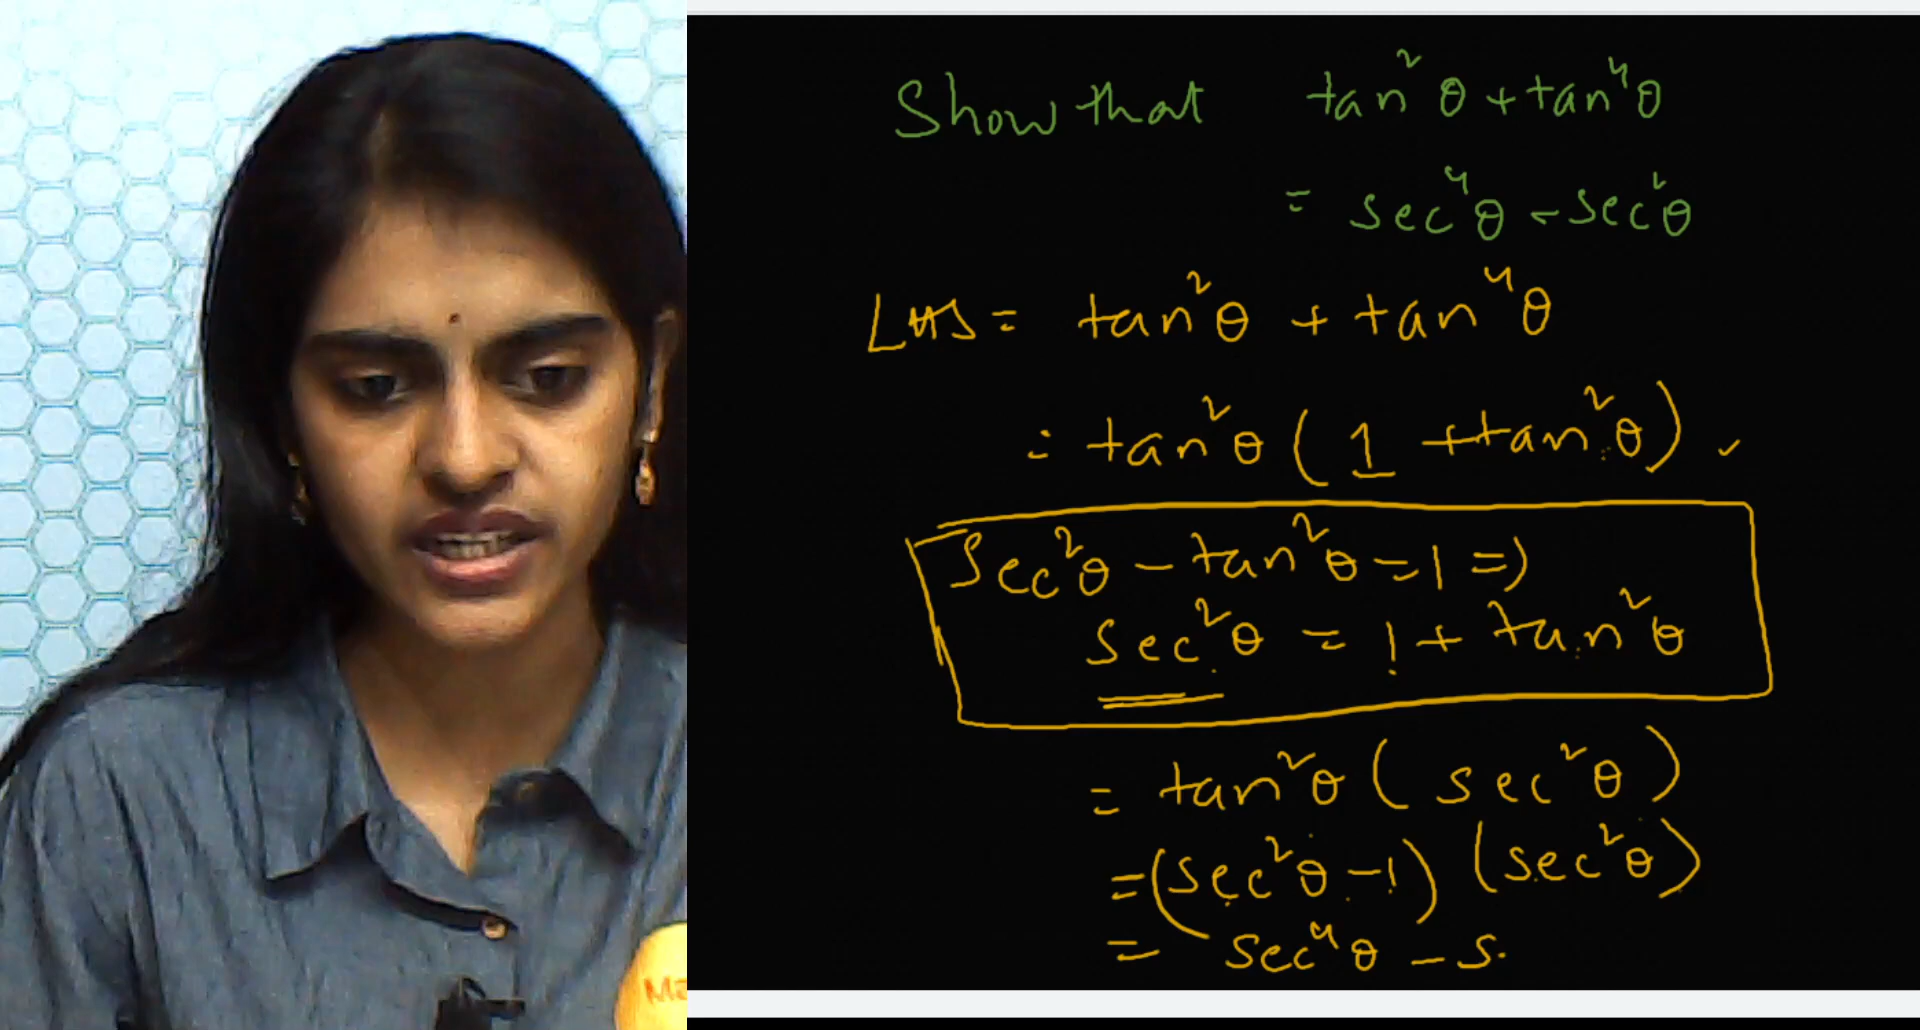 Show that tan²θ + tan⁴θ
= sec⁴θ - sec²θ
LHS = tan²θ + tan⁴θ
= tan²θ (1 + tan²θ)
sec²θ - tan²θ = 1 =>
sec²θ = 1 + tan²θ
= tan²θ (sec²θ)
= (sec²θ - 1) (sec²θ)
= sec⁴θ - s